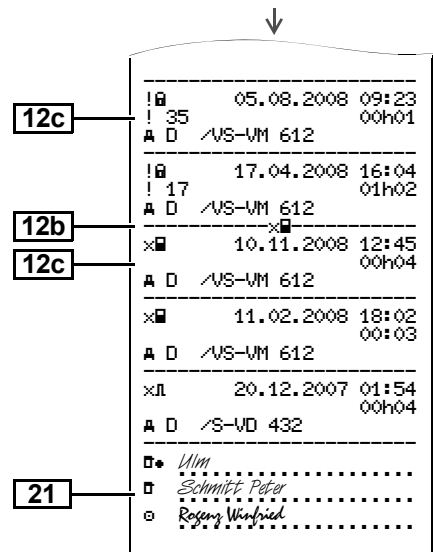 !🔒 05.08.2008 09:23
12c
! 35 00h01
D /VS-VM 612
!🔒 17.04.2008 16:04
! 17 01h02
D /VS-VM 612
12b
x
x 10.11.2008 12:45
12c
00h04
D /VS-VM 612
x 11.02.2008 18:02
00:03
D /VS-VM 612
x 20.12.2007 01:54
00h04
D /S-VD 432
Ulm
21
Schmitt Peter
Rogenz Winfried